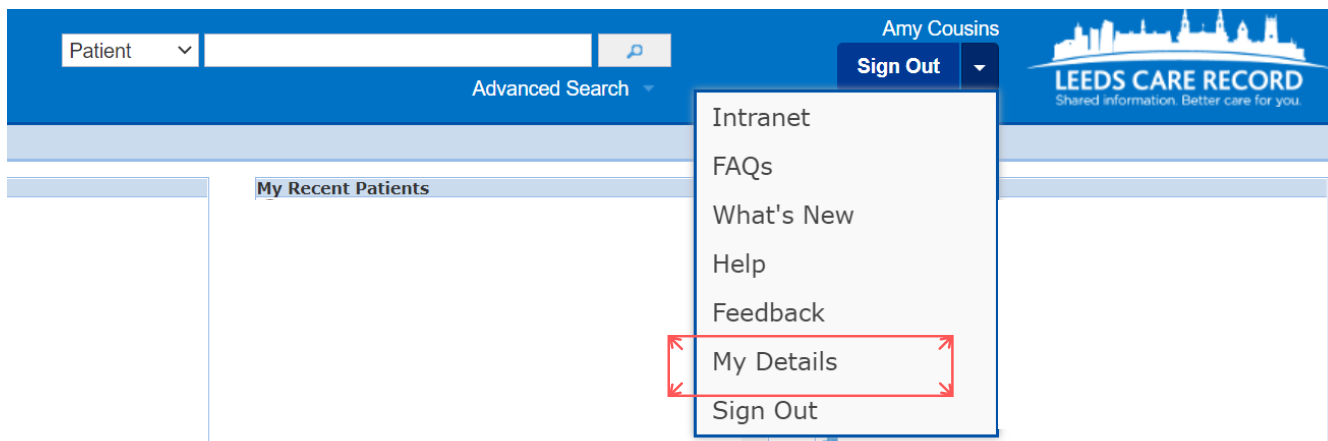 Amy Cousins
Patient
Sign Out
Advanced Search
LEEDS CARE RECORD
Shared information. Better care for you.
My Recent Patients
Intranet
FAQs
What's New
Help
Feedback
My Details
Sign Out